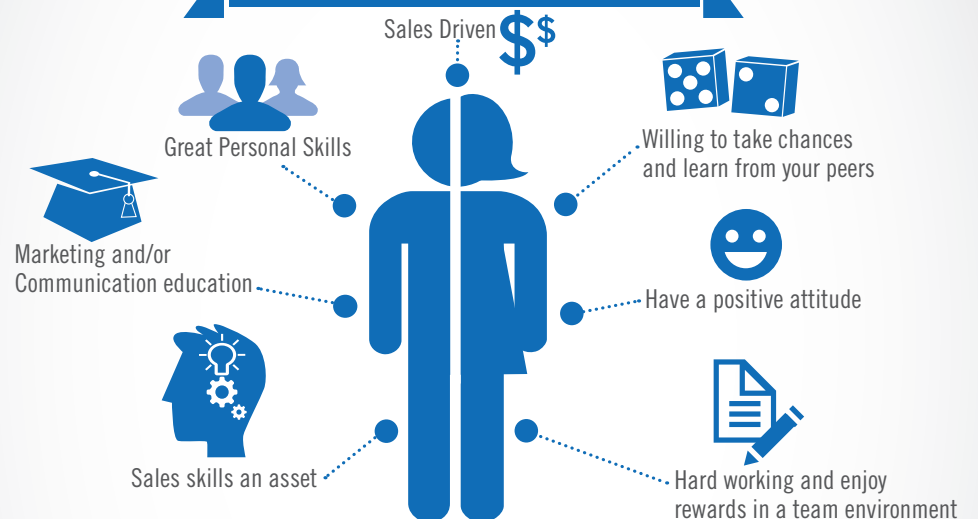 Sales Driven $$
Great Personal Skills
Willing to take chances
and learn from your peers
Marketing and/or
Communication education
Have a positive attitude
Sales skills an asset
Hard working and enjoy
rewards in a team environment